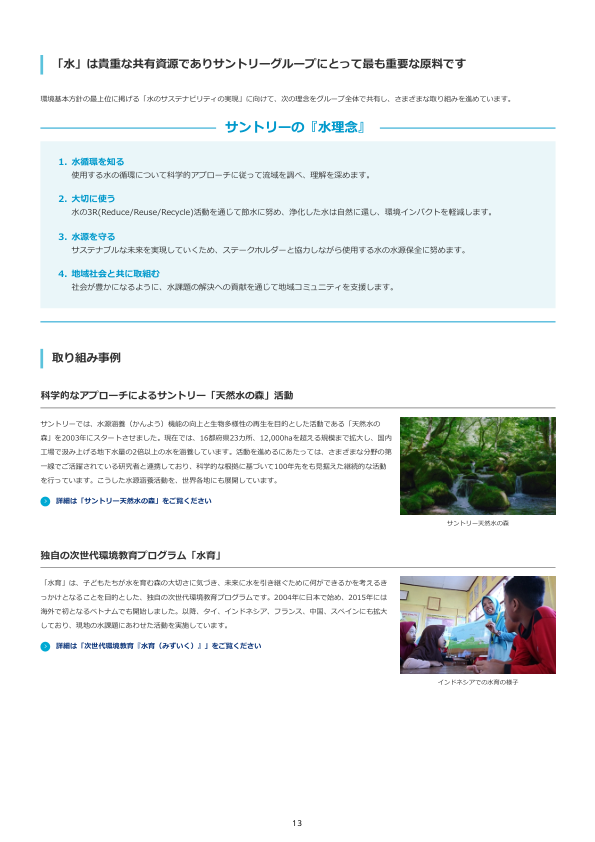 「水」は貴重な共有資源でありサントリーグループにとって最も重要な原料です
環境基本方針の最上位に掲げる「水のサステナビリティの実現」に向けて、次の理念をグループ全体で共有し、さまざまな取り組みを進めています。
サントリーの『水理念』
1. 水循環を知る
使用する水の循環について科学的アプローチに従って流域を調べ、理解を深めます。
2. 大切に使う
水の3R(Reduce/Reuse/Recycle)活動を通じて節水に努め、浄化した水は自然に還し、環境インパクトを軽減します。
3. 水源を守る
サステナブルな未来を実現していくため、ステークホルダーと協力しながら使用する水の水源保全に努めます。
4. 地域社会と共に取組む
社会が豊かになるように、水課題の解決への貢献を通じて地域コミュニティを支援します。
取り組み事例
科学的なアプローチによるサントリー「天然水の森」活動
サントリーでは、水源涵養（かんよう）機能の向上と生物多様性の再生を目的とした活動である「天然水の
森」を2003年にスタートさせました。現在では、16都府県23カ所、12,000haを超える規模まで拡大し、国内
工場で汲み上げる地下水量の2倍以上の水を涵養しています。活動を進めるにあたっては、さまざまな分野の第
一線でご活躍されている研究者と連携しており、科学的な根拠に基づいて100年先をも見据えた継続的な活動
を行っています。こうした水源涵養活動を、世界各地にも展開しています。
詳細は「サントリー天然水の森」をご覧ください
サントリー天然水の森
独自の次世代環境教育プログラム「水育」
「水育」は、子どもたちが水を育む森の大切さに気づき、未来に水を引き継ぐために何ができるかを考えるき
っかけとなることを目的とした、独自の次世代環境教育プログラムです。2004年に日本で始め、2015年には
海外で初となるベトナムでも開始しました。以降、タイ、インドネシア、フランス、中国、スペインにも拡大
しており、現地の水課題にあわせた活動を実施しています。
詳細は「次世代環境教育『水育（みずいく）』」をご覧ください
インドネシアでの水育の様子
13